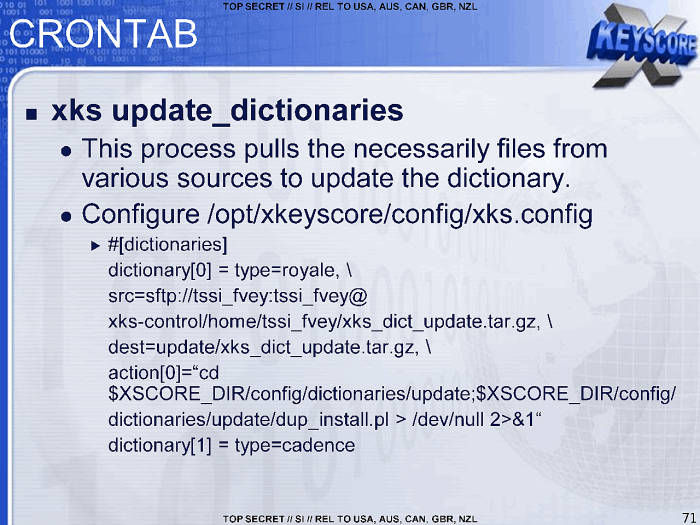 TOP SECRET // SI // REL TO USA, AUS, CAN, GBR, NZL
CRONTAB
X KEYSCORE
xks update_dictionaries
This process pulls the necessarily files from
various sources to update the dictionary.
Configure /opt/xkeyscore/config/xks.config
#[dictionaries]
dictionary[0] = type=royale, \
src=sftp://tssi_fvey:tssi_fvey@
xks-control/home/tssi_fvey/xks_dict_update.tar.gz, \
dest=update/xks_dict_update.tar.gz, \
action[0]=“cd
$XSCORE_DIR/config/dictionaries/update;$XSCORE_DIR/config/
dictionaries/update/dup_install.pl > /dev/null 2>&1“
dictionary[1] = type=cadence
TOP SECRET // SI // REL TO USA, AUS, CAN, GBR, NZL
71